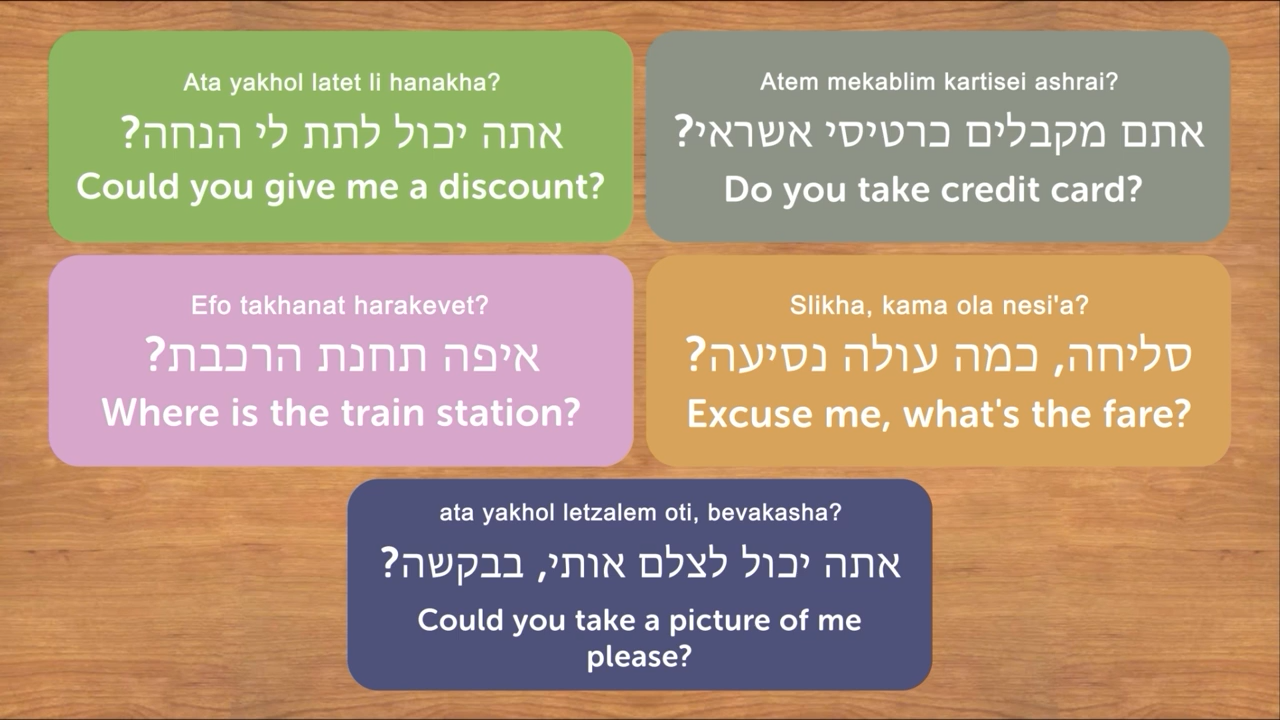 Ata yakhol latet li hanakha?
אתה יכול לתת לי הנחה?
Could you give me a discount?
Atem mekablim kartisei ashrai?
אתם מקבלים כרטיסי אשראי?
Do you take credit card?
Efo takhanat harakevet?
איפה תחנת הרכבת?
Where is the train station?
Slikha, kama ola nesi'a?
סליחה, כמה עולה נסיעה?
Excuse me, what's the fare?
ata yakhol letzalem oti, bevakasha?
אתה יכול לצלם אותי, בבקשה?
Could you take a picture of me
please?